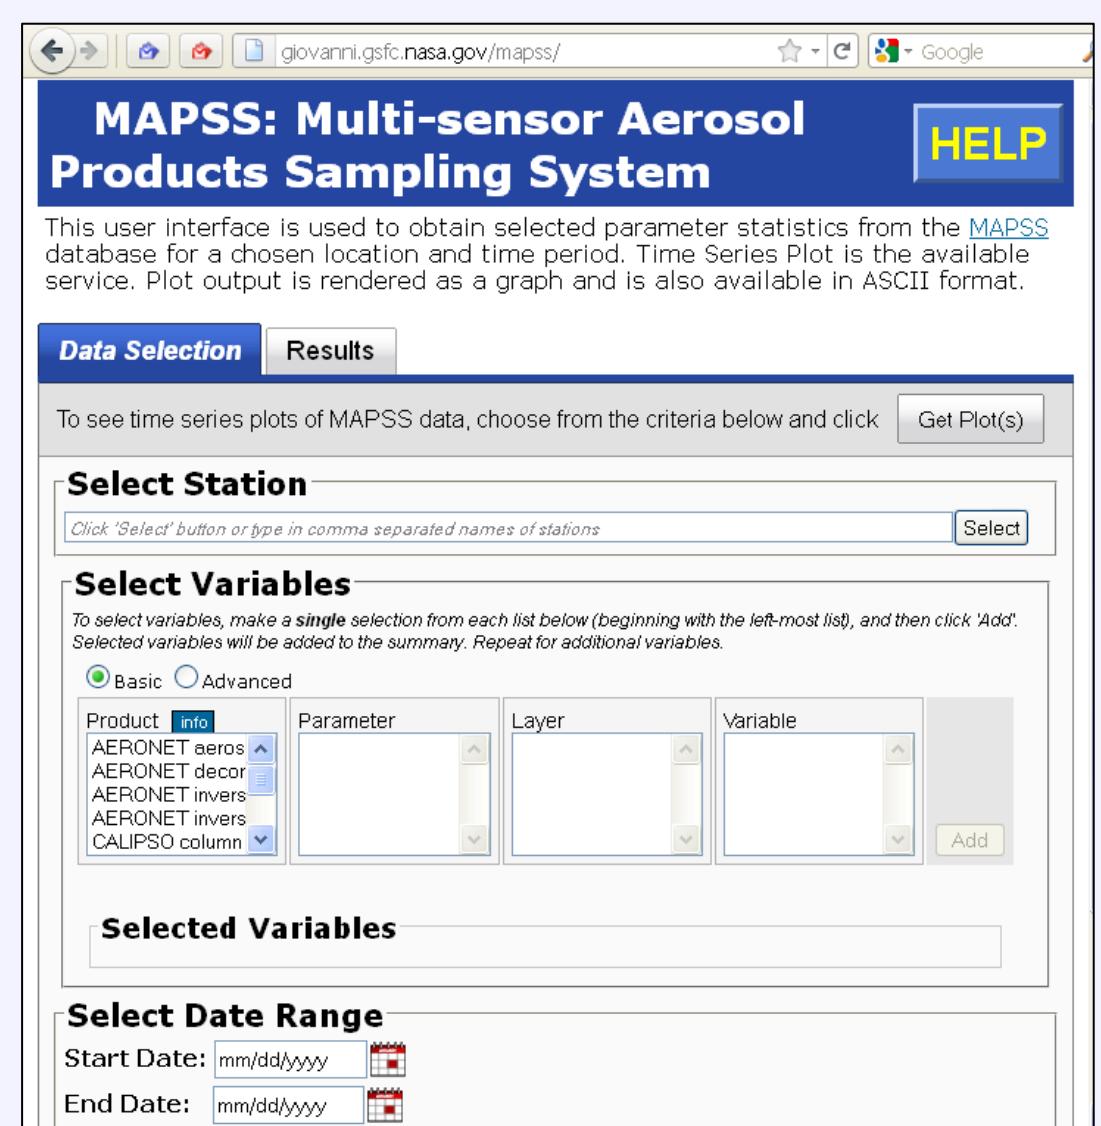 giovanni.gsfc.nasa.gov/mapss/
Google
MAPSS: Multi-sensor Aerosol
Products Sampling System
HELP
This user interface is used to obtain selected parameter statistics from the MAPSS
database for a chosen location and time period. Time Series Plot is the available
service. Plot output is rendered as a graph and is also available in ASCII format.
Data Selection
Results
To see time series plots of MAPSS data, choose from the criteria below and click
Get Plot(s)
Select Station
Click 'Select' button or type in comma separated names of stations
Select
Select Variables
To select variables, make a single selection from each list below (beginning with the left-most list), and then click 'Add'.
Selected variables will be added to the summary. Repeat for additional variables.
Basic
Advanced
Product info
AERONET aeros
AERONET decor
AERONET invers
AERONET invers
CALIPSO column
Parameter
Layer
Variable
Add
Selected Variables
Select Date Range
Start Date: mm/dd/yyyy
End Date: mm/dd/yyyy